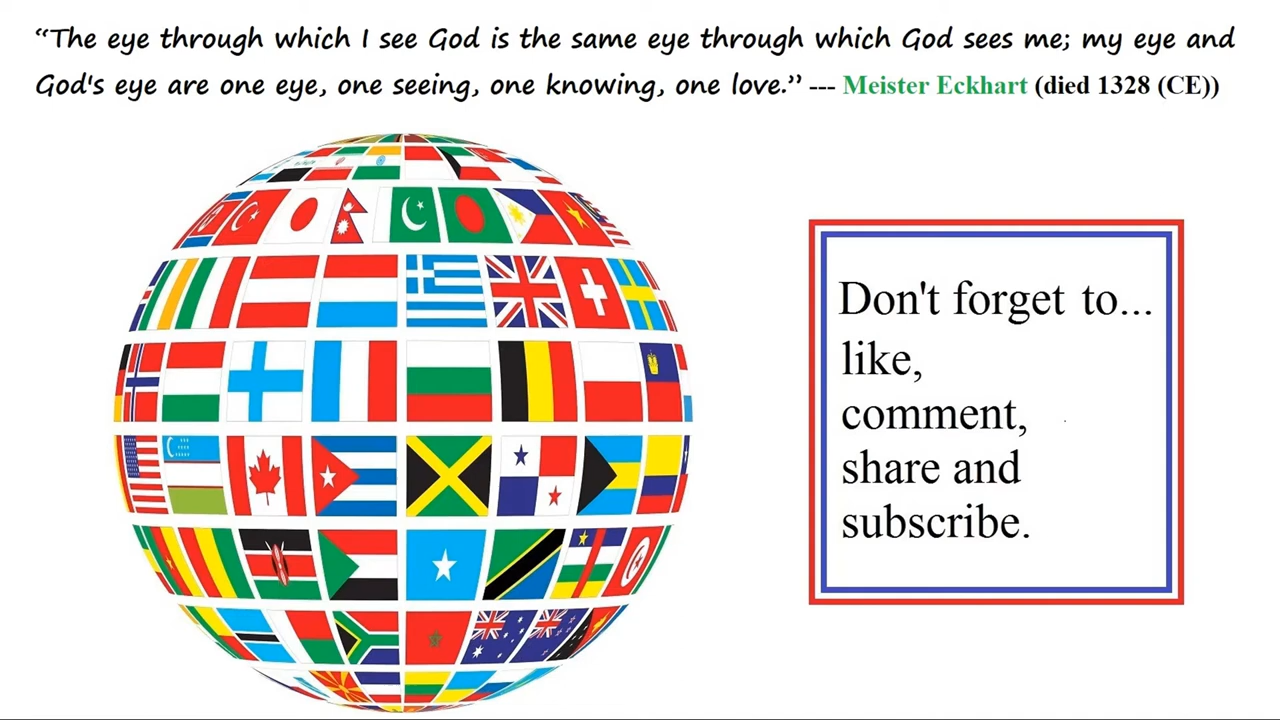 “The eye through which I see God is the same eye through which God sees me; my eye and
God's eye are one eye, one seeing, one knowing, one love.” --- Meister Eckhart (died 1328 (CE))
Don't forget to...
like,
comment,
share and
subscribe.